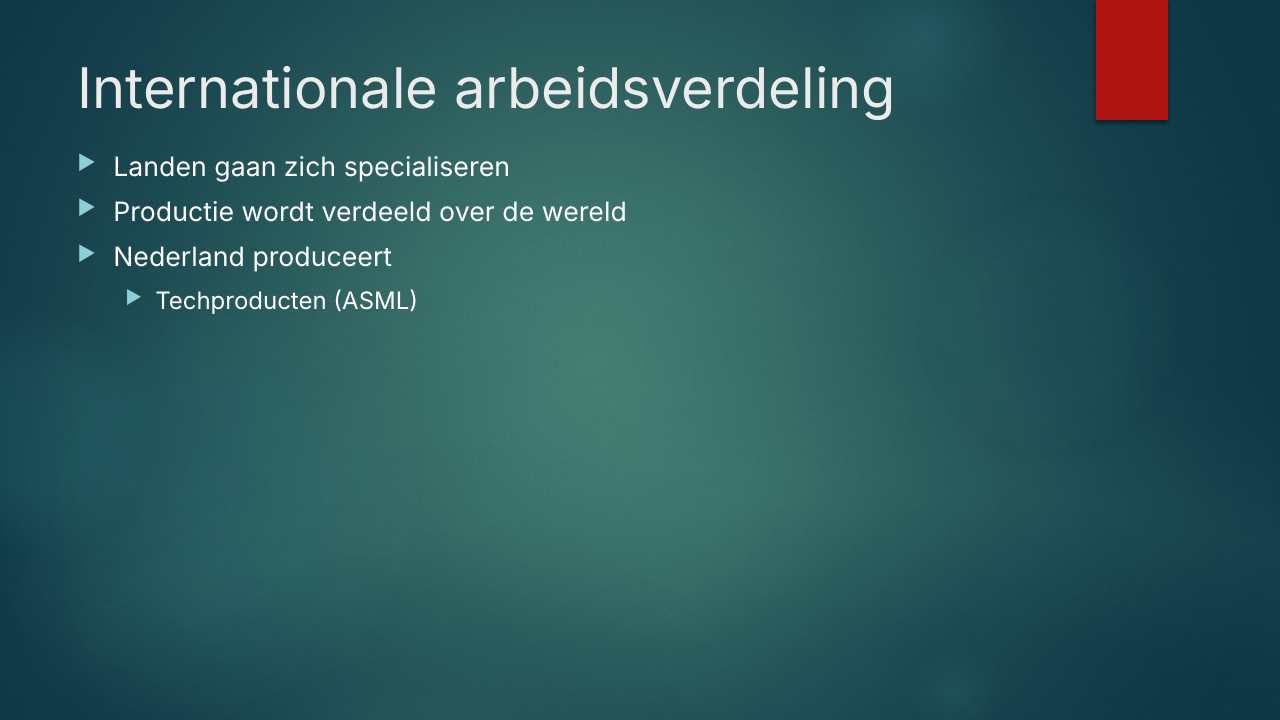 Internationale arbeidsverdeling
Landen gaan zich specialiseren
Productie wordt verdeeld over de wereld
Nederland produceert
Techproducten (ASML)